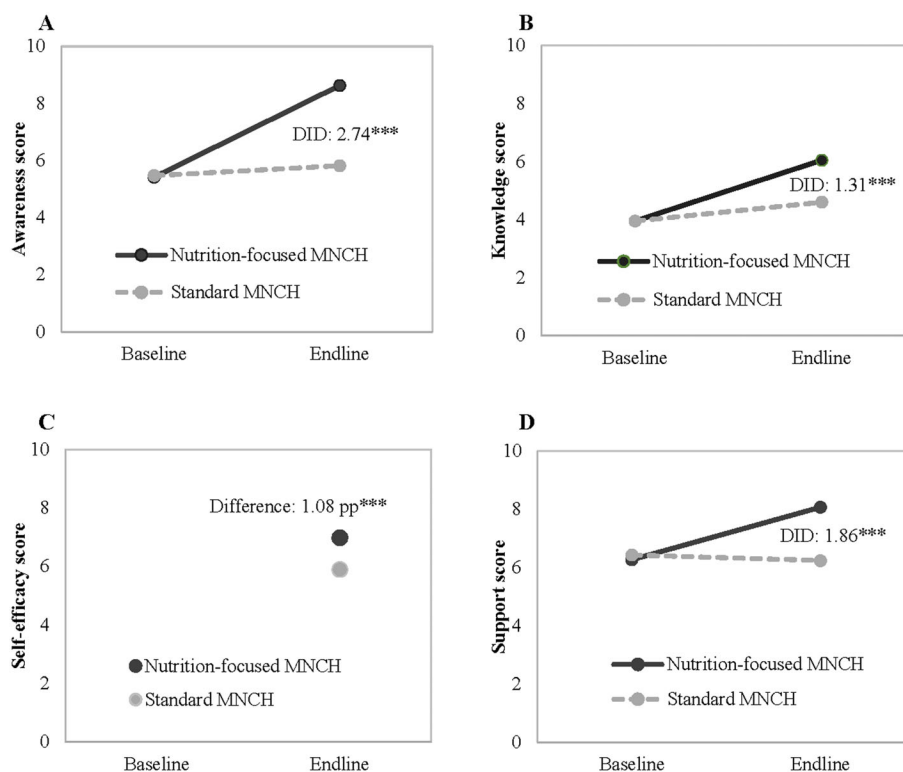 A
10
8
6
4
2
0
Awareness score
DID: 2.74***
Nutrition-focused MNCH
Standard MNCH
Baseline
Endline
B
10
8
6
4
2
0
Knowledge score
DID: 1.31***
Nutrition-focused MNCH
Standard MNCH
Baseline
Endline
C
10
8
6
4
2
0
Self-efficacy score
Difference: 1.08 pp***
Nutrition-focused MNCH
Standard MNCH
Baseline
Endline
D
10
8
6
4
2
0
Support score
DID: 1.86***
Nutrition-focused MNCH
Standard MNCH
Baseline
Endline